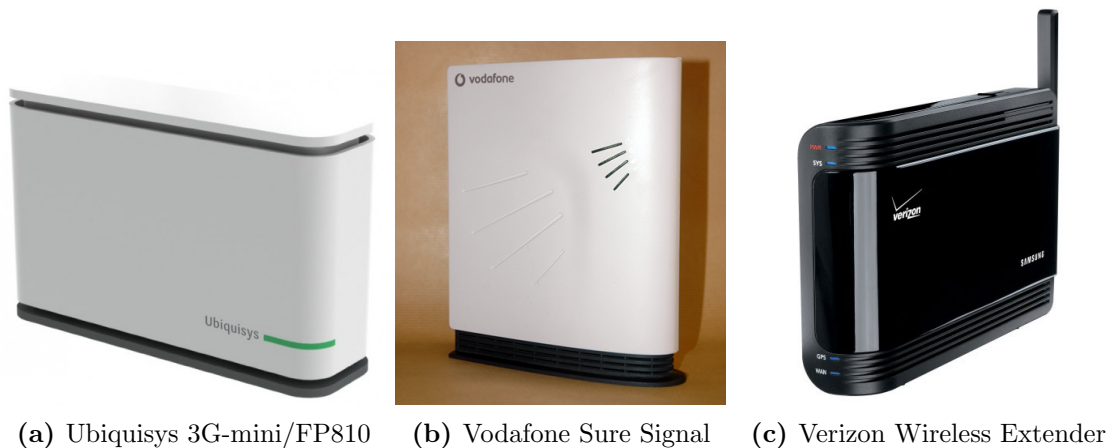 Ubiquisys
vodafone
PWR
SYS
verizon
SAMSUNG
GPS
WAN
(a) Ubiquisys 3G-mini/FP810 (b) Vodafone Sure Signal (c) Verizon Wireless Extender